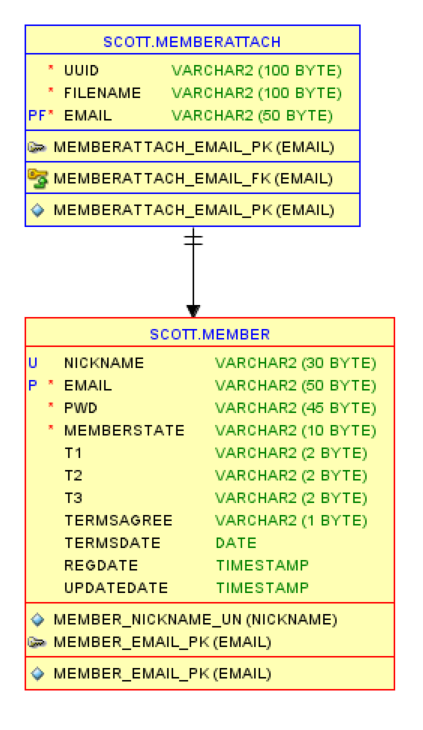 SCOTT.MEMBERATTACH
* UUID VARCHAR2 (100 BYTE)
* FILENAME VARCHAR2 (100 BYTE)
PF* EMAIL VARCHAR2 (50 BYTE)
MEMBERATTACH_EMAIL_PK (EMAIL)
MEMBERATTACH_EMAIL_FK (EMAIL)
MEMBERATTACH_EMAIL_PK (EMAIL)
SCOTT.MEMBER
U NICKNAME VARCHAR2 (30 BYTE)
P * EMAIL VARCHAR2 (50 BYTE)
* PWD VARCHAR2 (45 BYTE)
* MEMBERSTATE VARCHAR2 (10 BYTE)
T1 VARCHAR2 (2 BYTE)
T2 VARCHAR2 (2 BYTE)
T3 VARCHAR2 (2 BYTE)
TERMSAGREE VARCHAR2 (1 BYTE)
TERMSDATE DATE
REGDATE TIMESTAMP
UPDATEDATE TIMESTAMP
MEMBER_NICKNAME_UN (NICKNAME)
MEMBER_EMAIL_PK (EMAIL)
MEMBER_EMAIL_PK (EMAIL)